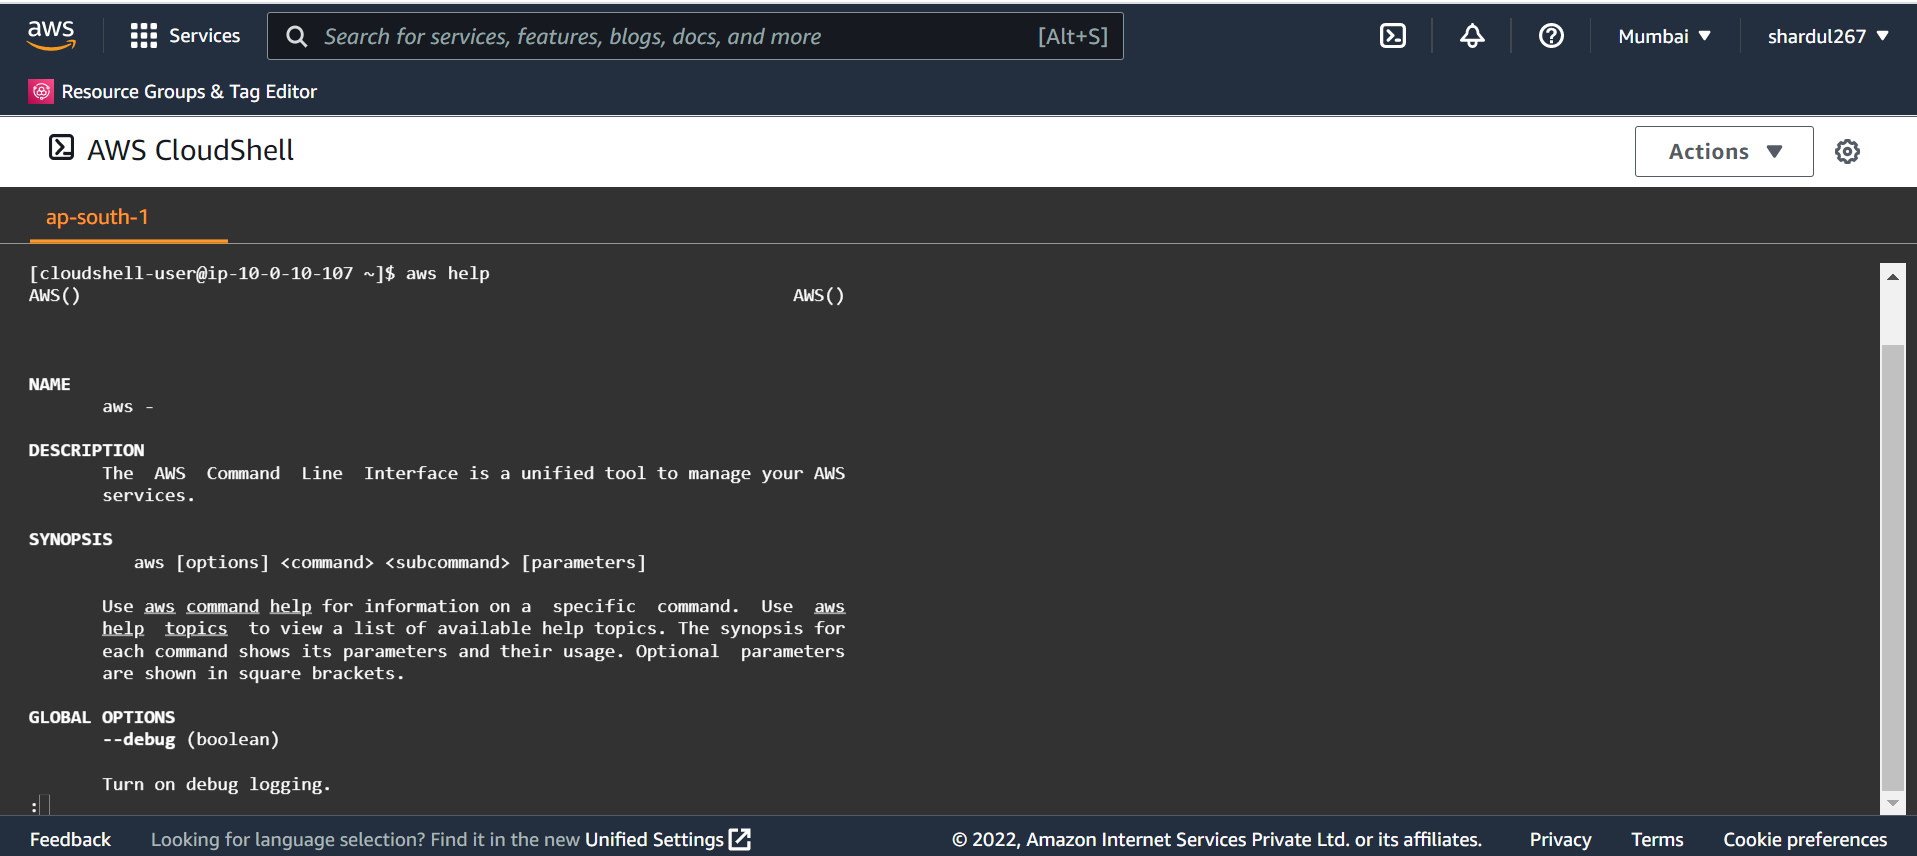 aws Services Search for services, features, blogs, docs, and more [Alt+S] Mumbai ▼ shardul267 ▼
Resource Groups & Tag Editor
AWS CloudShell Actions ▼
ap-south-1
[cloudshell-user@ip-10-0-10-107 ~]$ aws help
AWS() AWS()
NAME
aws -
DESCRIPTION
The AWS Command Line Interface is a unified tool to manage your AWS
services.
SYNOPSIS
aws [options] <command> <subcommand> [parameters]
Use aws command help for information on a specific command. Use aws
help topics to view a list of available help topics. The synopsis for
each command shows its parameters and their usage. Optional parameters
are shown in square brackets.
GLOBAL OPTIONS
--debug (boolean)
Turn on debug logging.
:
Feedback Looking for language selection? Find it in the new Unified Settings © 2022, Amazon Internet Services Private Ltd. or its affiliates. Privacy Terms Cookie preferences